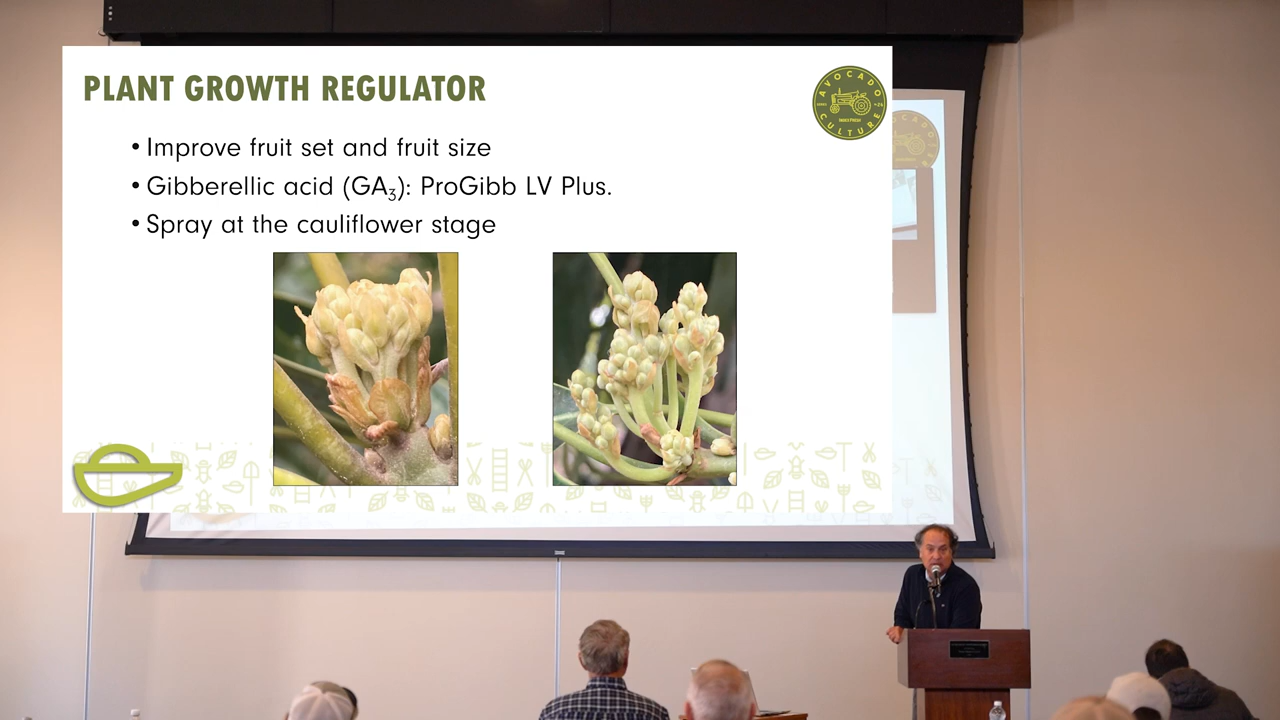 PLANT GROWTH REGULATOR
AVOCADO
CULTURE
• Improve fruit set and fruit size
• Gibberellic acid (GA₃): ProGibb LV Plus.
• Spray at the cauliflower stage